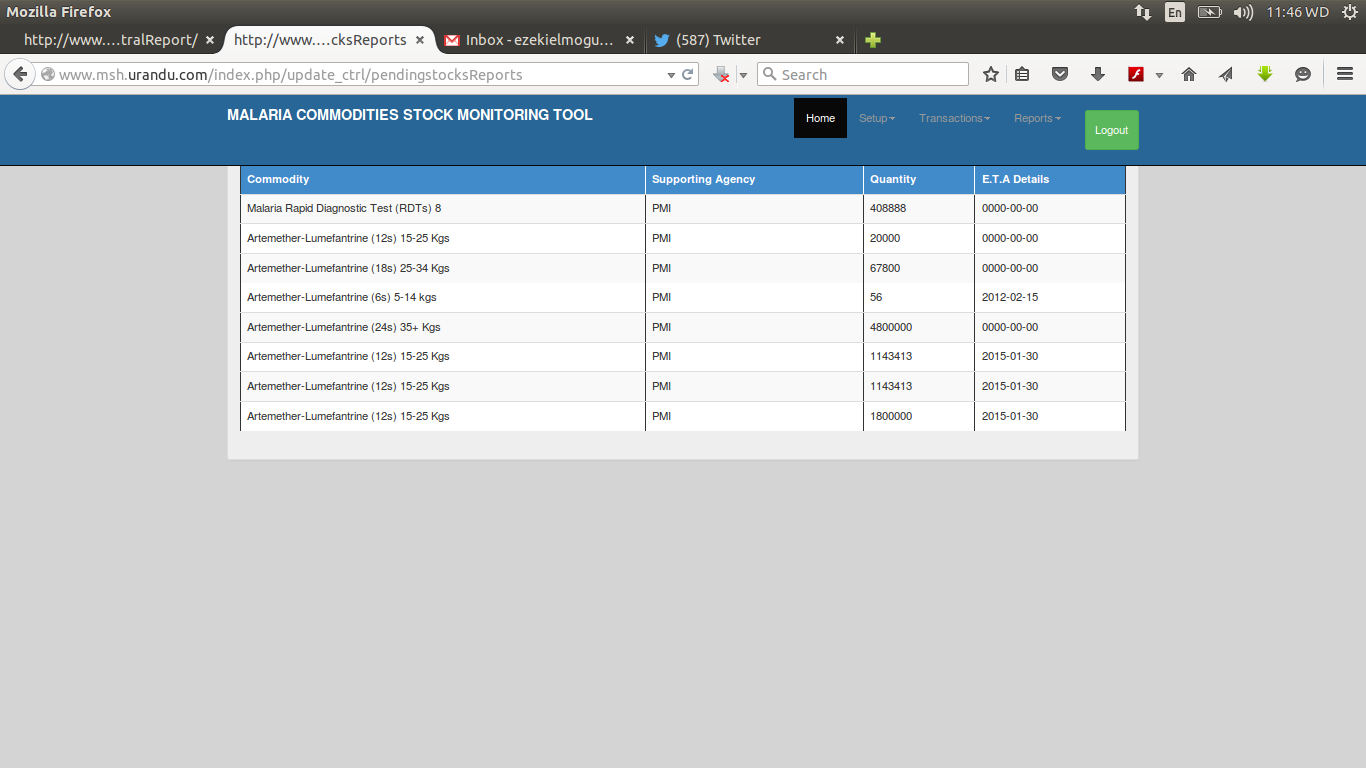 Mozilla Firefox En 11:46 WD
http://www....tralReport/ http://www....cksReports Inbox - ezekielmogu... (587) Twitter
www.msh.urandu.com/index.php/update_ctrl/pendingstocksReports Search
MALARIA COMMODITIES STOCK MONITORING TOOL Home Setup Transactions Reports Logout
Commodity Supporting Agency Quantity E.T.A Details
Malaria Rapid Diagnostic Test (RDTs) 8 PMI 408888 0000-00-00
Artemether-Lumefantrine (12s) 15-25 Kgs PMI 20000 0000-00-00
Artemether-Lumefantrine (18s) 25-34 Kgs PMI 67800 0000-00-00
Artemether-Lumefantrine (6s) 5-14 kgs PMI 56 2012-02-15
Artemether-Lumefantrine (24s) 35+ Kgs PMI 4800000 0000-00-00
Artemether-Lumefantrine (12s) 15-25 Kgs PMI 1143413 2015-01-30
Artemether-Lumefantrine (12s) 15-25 Kgs PMI 1143413 2015-01-30
Artemether-Lumefantrine (12s) 15-25 Kgs PMI 1800000 2015-01-30